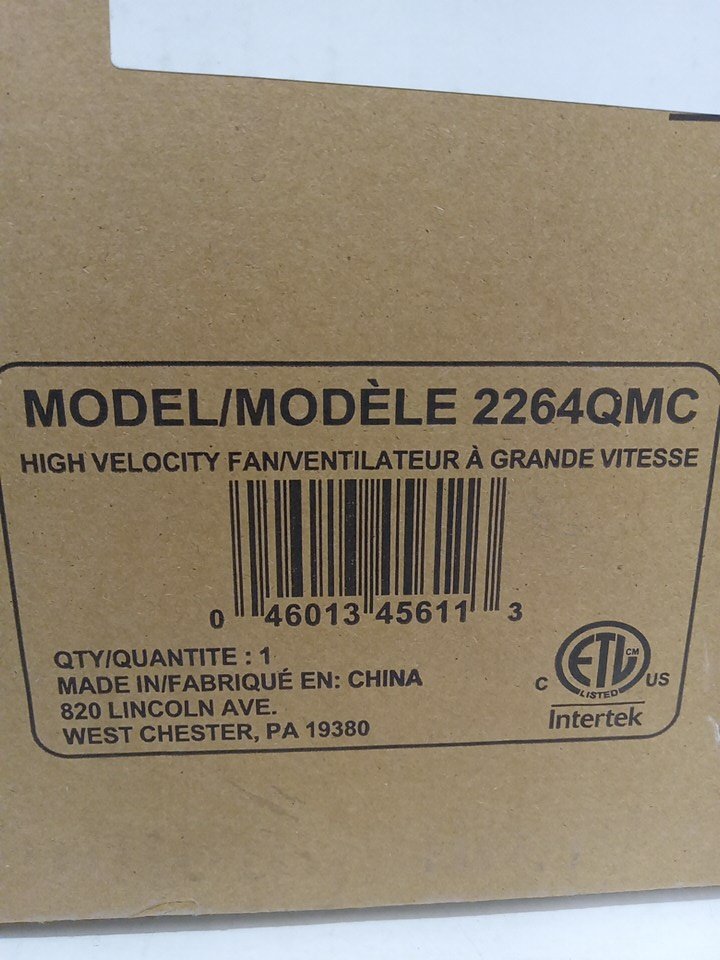 MODEL/MODÈLE 2264QMC
HIGH VELOCITY FAN/VENTILATEUR À GRANDE VITESSE
0 46013 45611 3
QTY/QUANTITE : 1
MADE IN/FABRIQUÉ EN: CHINA
820 LINCOLN AVE.
WEST CHESTER, PA 19380
ETL CM
C US
LISTED
Intertek